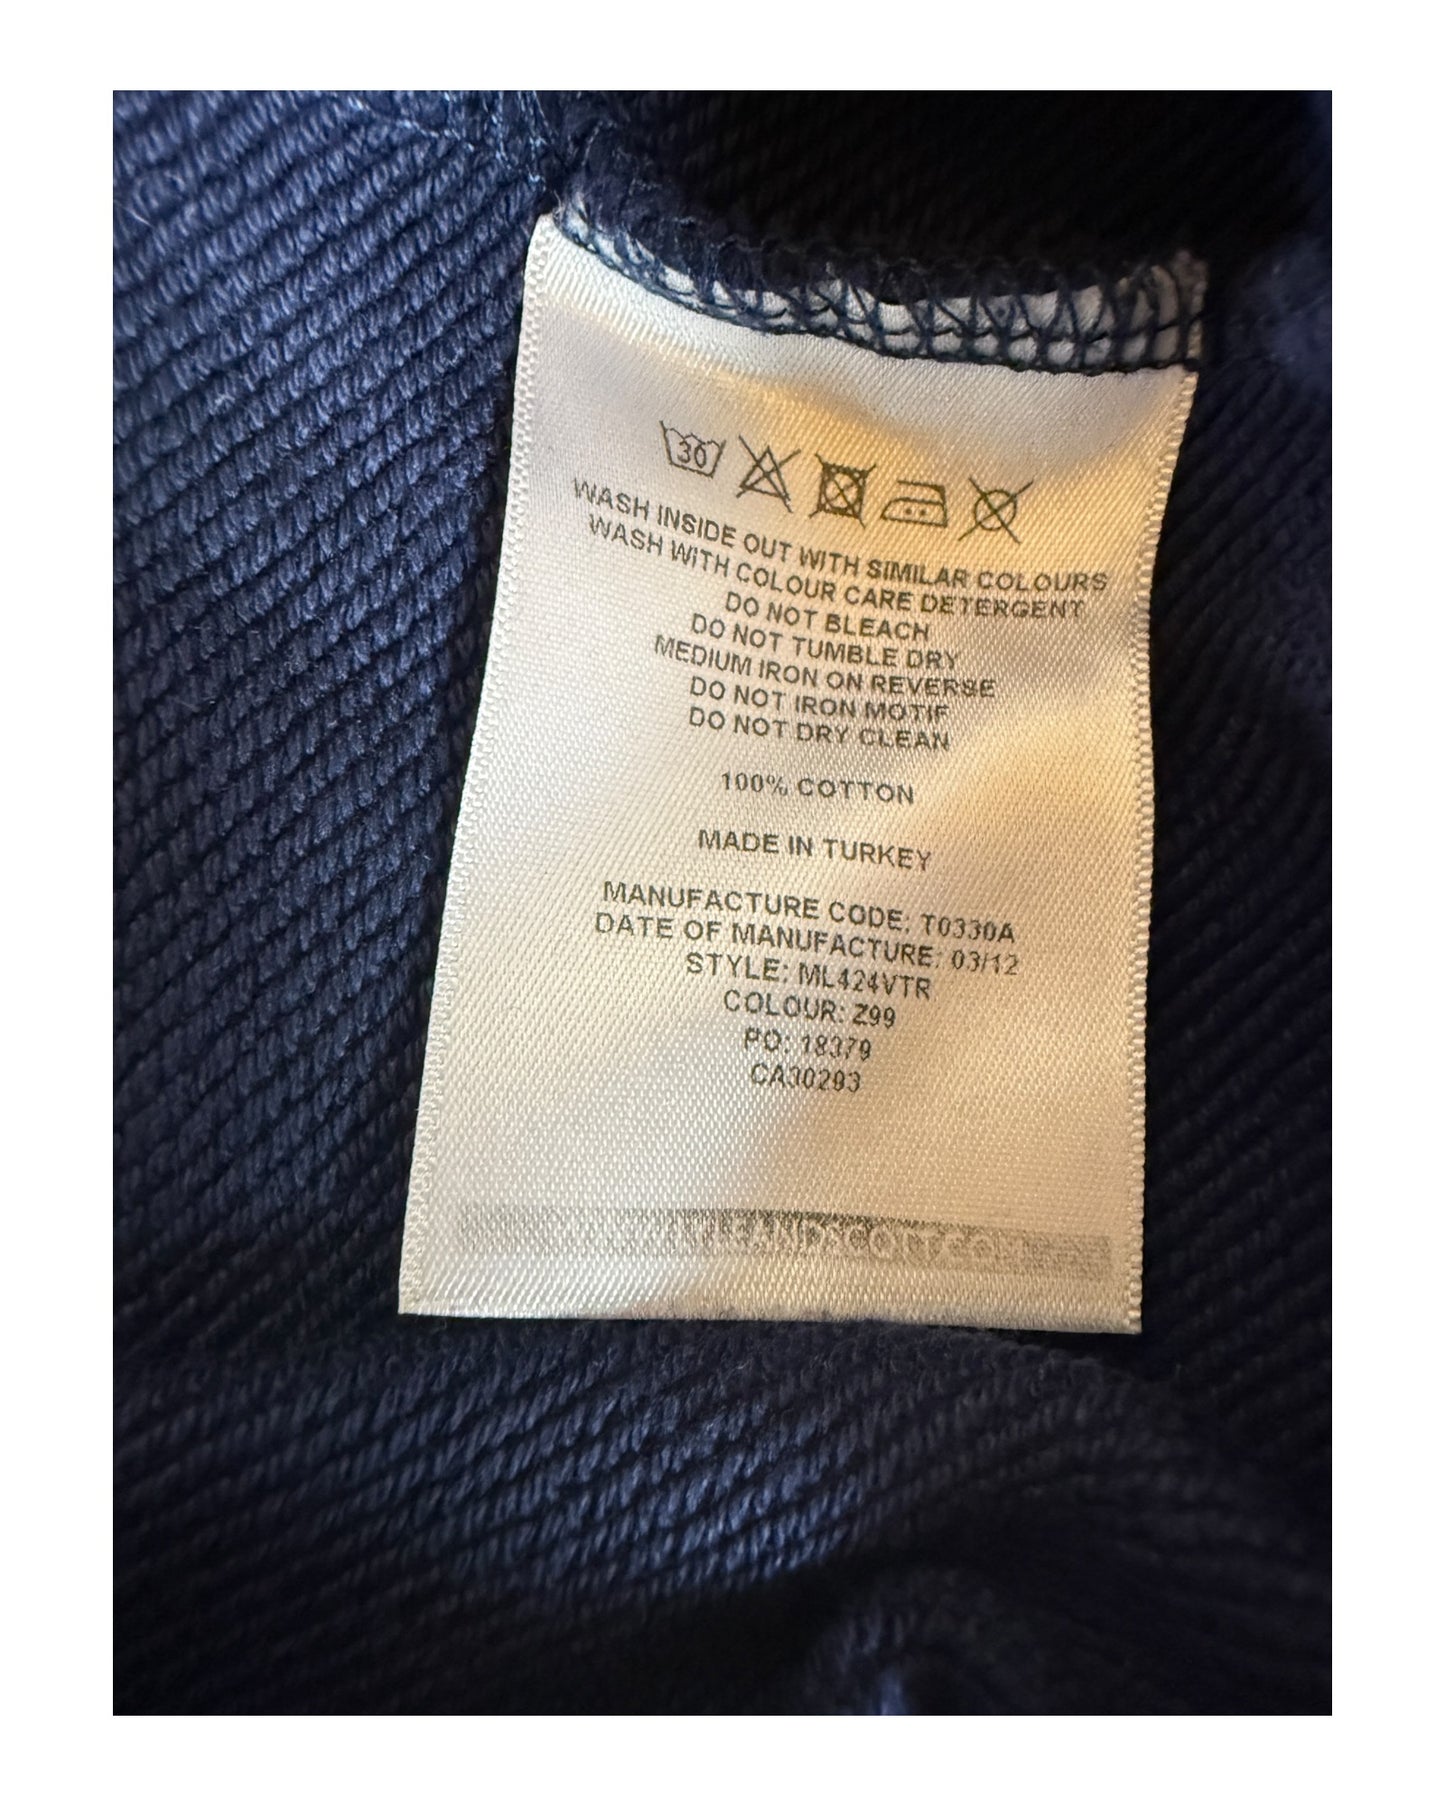 30
WASH INSIDE OUT WITH SIMILAR COLOURS
WASH WITH COLOUR CARE DETERGENT
DO NOT BLEACH
DO NOT TUMBLE DRY
MEDIUM IRON ON REVERSE
DO NOT IRON MOTIF
DO NOT DRY CLEAN
100% COTTON
MADE IN TURKEY
MANUFACTURE CODE: T0330A
DATE OF MANUFACTURE: 03/12
STYLE: ML424VTR
COLOUR: Z99
PO: 18379
CA30293